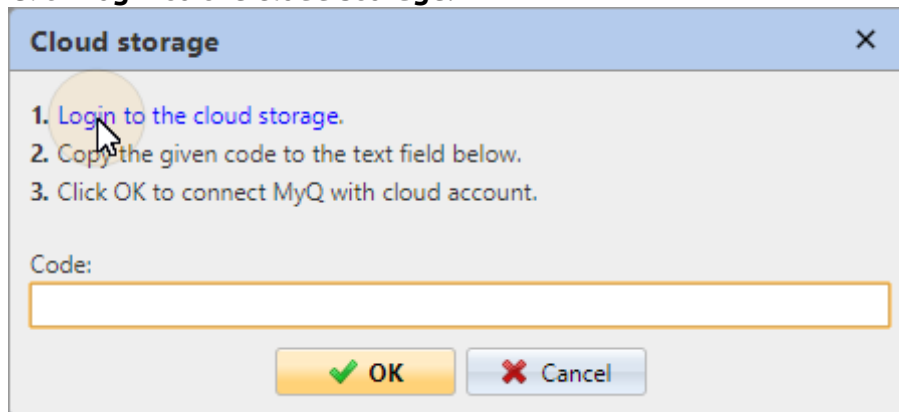 Cloud storage
1. Login to the cloud storage.
2. Copy the given code to the text field below.
3. Click OK to connect MyQ with cloud account.
Code:
OK Cancel